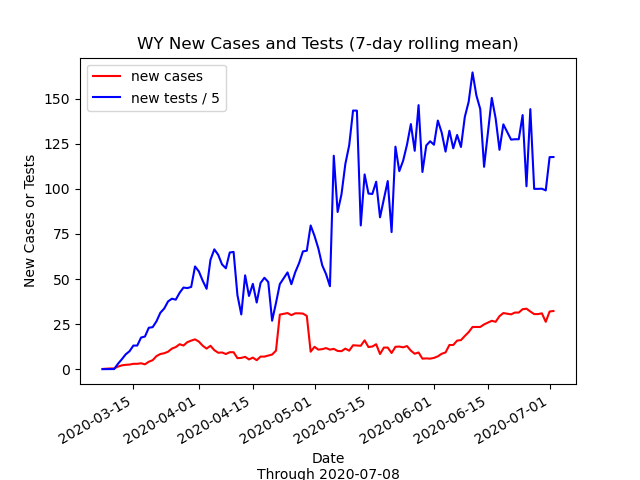 WY New Cases and Tests (7-day rolling mean)
new cases
new tests / 5
New Cases or Tests
150
125
100
75
50
25
0
2020-03-15
2020-04-01
2020-04-15
2020-05-01
2020-05-15
2020-06-01
2020-06-15
2020-07-01
Date
Through 2020-07-08